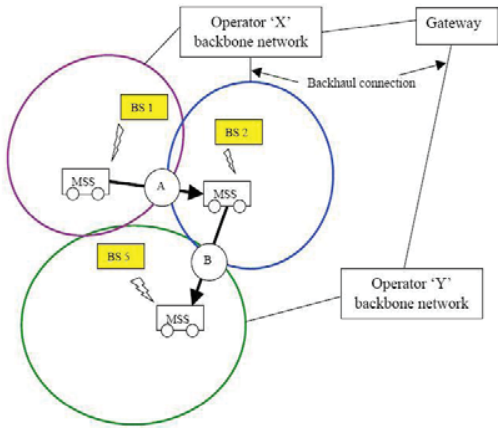 Operator ‘X’
backbone network
Gateway
Backhaul connection
BS 1
BS 2
MSS
A
MSS
B
BS 5
MSS
Operator ‘Y’
backbone network